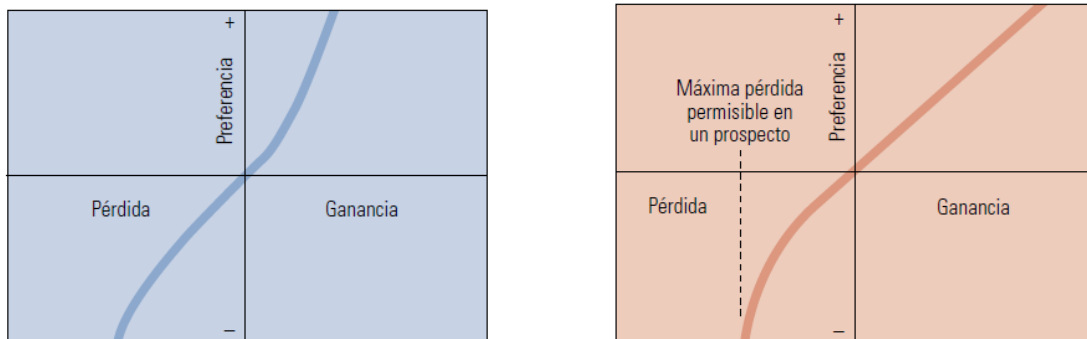 +
Preferencia
Pérdida
Ganancia
–
+
Preferencia
Máxima pérdida
permisible en
un prospecto
Pérdida
Ganancia
–